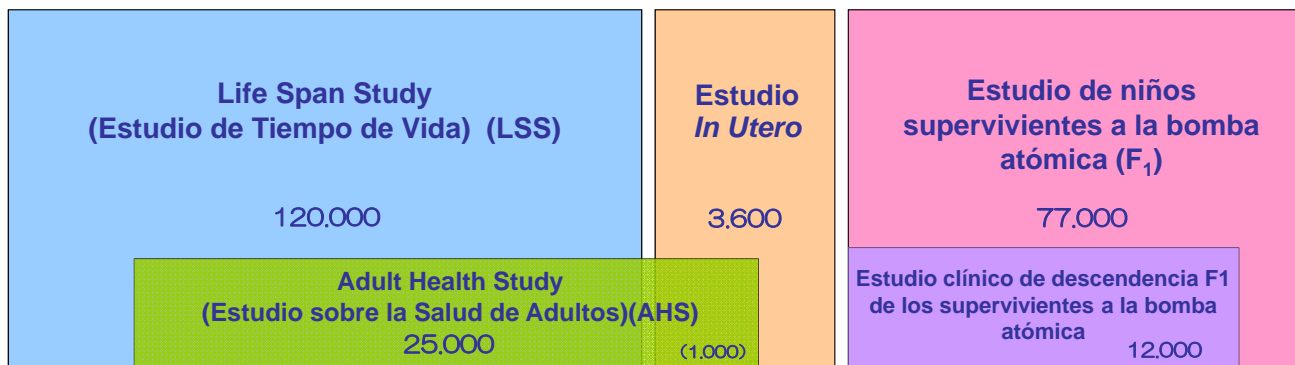 Life Span Study
(Estudio de Tiempo de Vida) (LSS)
120.000
Estudio
In Utero
3.600
Estudio de niños
supervivientes a la bomba
atómica (F₁)
77.000
Adult Health Study
(Estudio sobre la Salud de Adultos)(AHS)
25.000
(1.000)
Estudio clínico de descendencia F1
de los supervivientes a la bomba
atómica
12.000